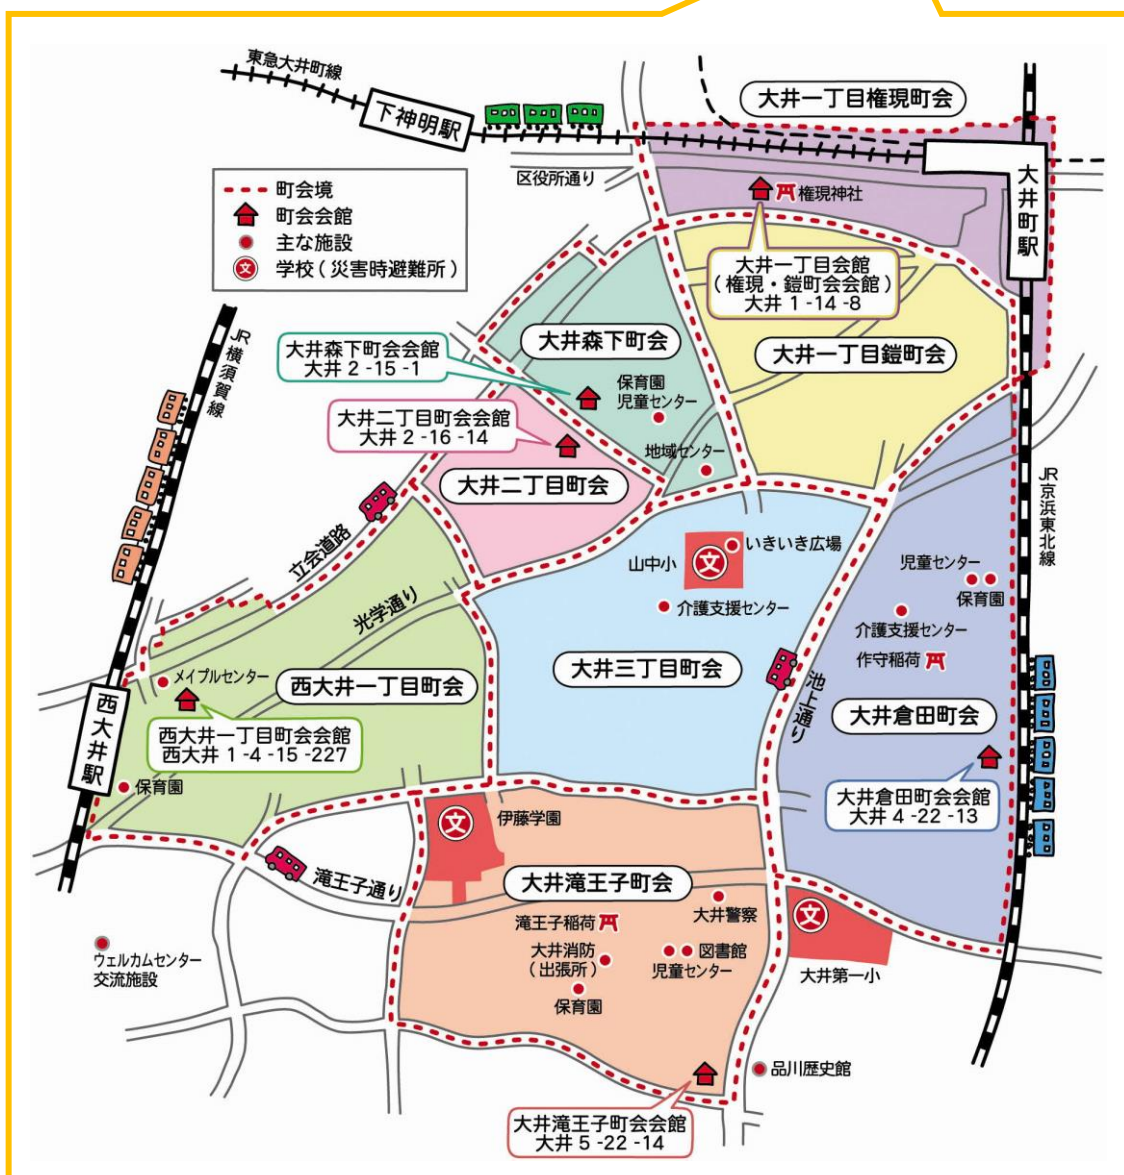 東急大井町線
下神明駅
大井一丁目権現町会
区役所通り
大井町駅
町会境
町会会館
主な施設
文 学校(災害時避難所)
権現神社
大井一丁目会館
(権現・鎧町会会館)
大井 1 -14 -8
JR横須賀線
大井森下町会会館
大井 2 -15 -1
大井森下町会
大井一丁目鎧町会
保育園
児童センター
大井二丁目町会会館
大井 2 -16 -14
地域センター
大井二丁目町会
JR京浜東北線
立会道路
山中小
文
いきいき広場
児童センター
保育園
光学通り
介護支援センター
介護支援センター
作守稲荷
大井三丁目町会
池上通り
メイプルセンター
西大井一丁目町会
大井倉田町会
西大井駅
西大井一丁目町会会館
西大井 1 -4 -15 -227
保育園
大井倉田町会会館
大井 4 -22 -13
文
伊藤学園
滝王子通り
大井滝王子町会
大井警察
文
滝王子稲荷
大井消防
(出張所)
図書館
児童センター
大井第一小
ウェルカムセンター
交流施設
保育園
品川歴史館
大井滝王子町会会館
大井 5 -22 -14